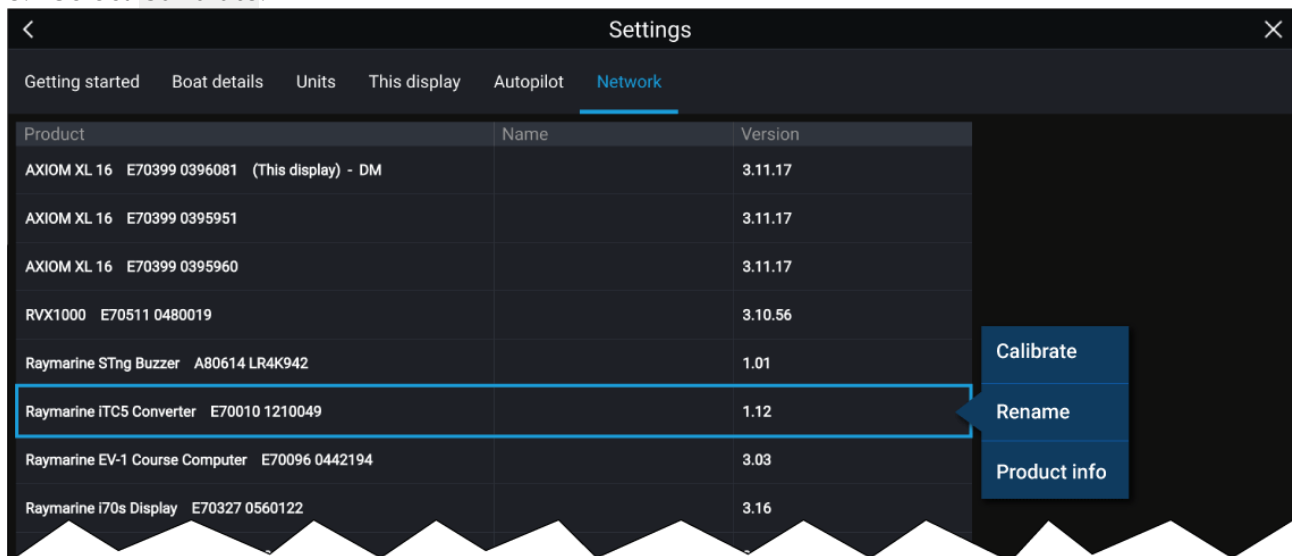 Settings
Getting started Boat details Units This display Autopilot Network
Product Name Version
AXIOM XL 16 E70399 0396081 (This display) - DM 3.11.17
AXIOM XL 16 E70399 0395951 3.11.17
AXIOM XL 16 E70399 0395960 3.11.17
RVX1000 E70511 0480019 3.10.56
Raymarine STng Buzzer A80614 LR4K942 1.01
Calibrate
Raymarine iTC5 Converter E70010 1210049 1.12
Rename
Raymarine EV-1 Course Computer E70096 0442194 3.03
Product info
Raymarine i70s Display E70327 0560122 3.16